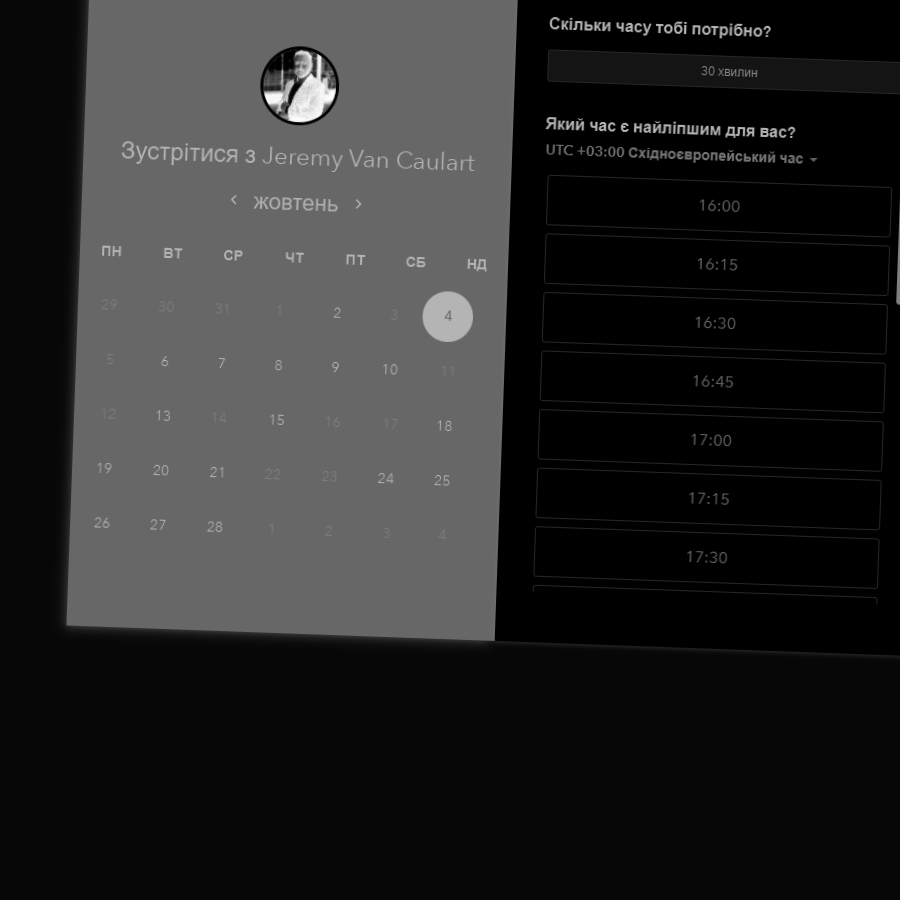 Зустрітися з Jeremy Van Caulart
жовтень
ПН ВТ СР ЧТ ПТ СБ НД
29 30 31 1 2 3 4
5 6 7 8 9 10 11
12 13 14 15 16 17 18
19 20 21 22 23 24 25
26 27 28 1 2 3 4
Скільки часу тобі потрібно?
30 хвилин
Який час є найліпшим для вас?
UTC +03:00 Східноєвропейський час
16:00
16:15
16:30
16:45
17:00
17:15
17:30